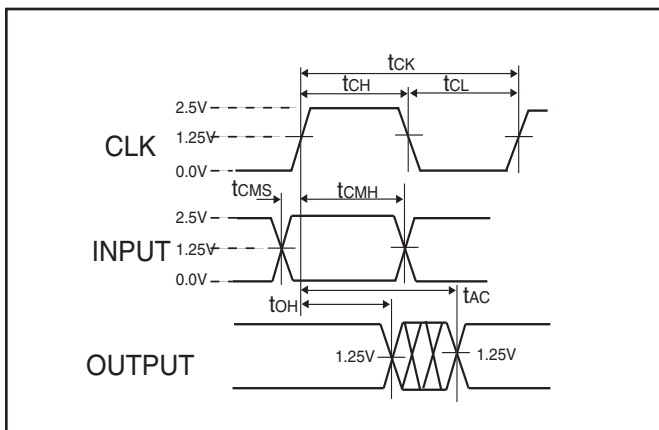 tCK
tCH tCL
2.5V
CLK 1.25V
0.0V
tCMS tCMH
2.5V
INPUT 1.25V
0.0V
tOH tAC
1.25V 1.25V
OUTPUT